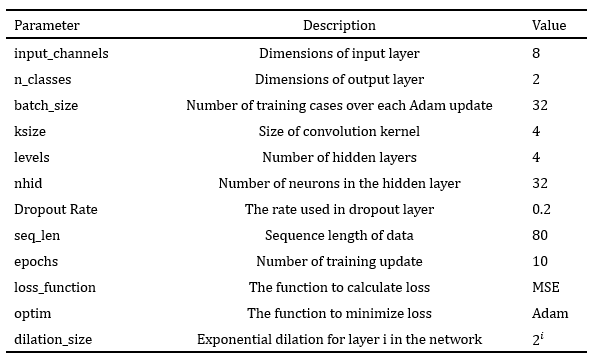 Parameter Description Value
input_channels Dimensions of input layer 8
n_classes Dimensions of output layer 2
batch_size Number of training cases over each Adam update 32
ksize Size of convolution kernel 4
levels Number of hidden layers 4
nhid Number of neurons in the hidden layer 32
Dropout Rate The rate used in dropout layer 0.2
seq_len Sequence length of data 80
epochs Number of training update 10
loss_function The function to calculate loss MSE
optim The function to minimize loss Adam
dilation_size Exponential dilation for layer i in the network 2^i